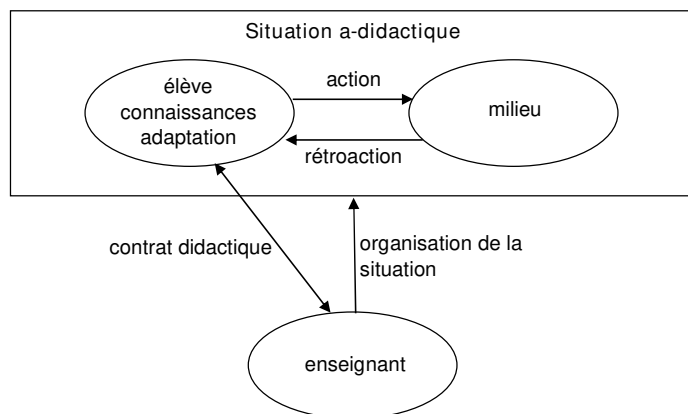 Situation a-didactique
élève
connaissances
adaptation
action
milieu
rétroaction
contrat didactique
organisation de la
situation
enseignant